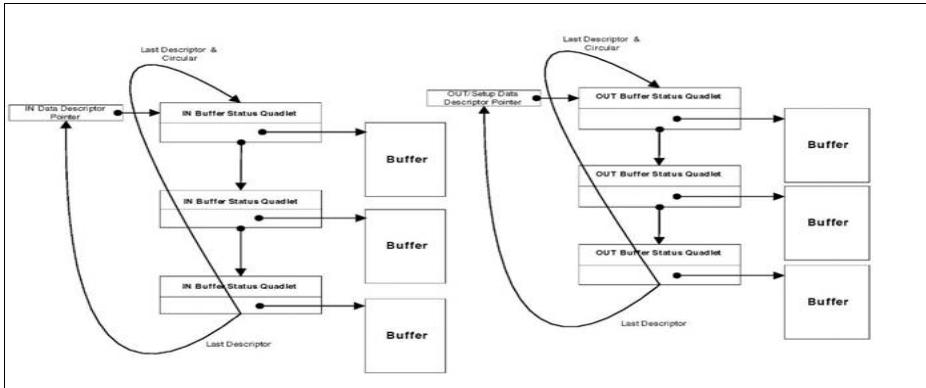 Last Descriptor &
Circular
IN Data Descriptor
Pointer
IN Buffer Status Quadlet
Buffer
IN Buffer Status Quadlet
Buffer
IN Buffer Status Quadlet
Buffer
Last Descriptor
Last Descriptor &
Circular
OUT/Setup Data
Descriptor Pointer
OUT Buffer Status Quadlet
Buffer
OUT Buffer Status Quadlet
Buffer
OUT Buffer Status Quadlet
Buffer
Last Descriptor